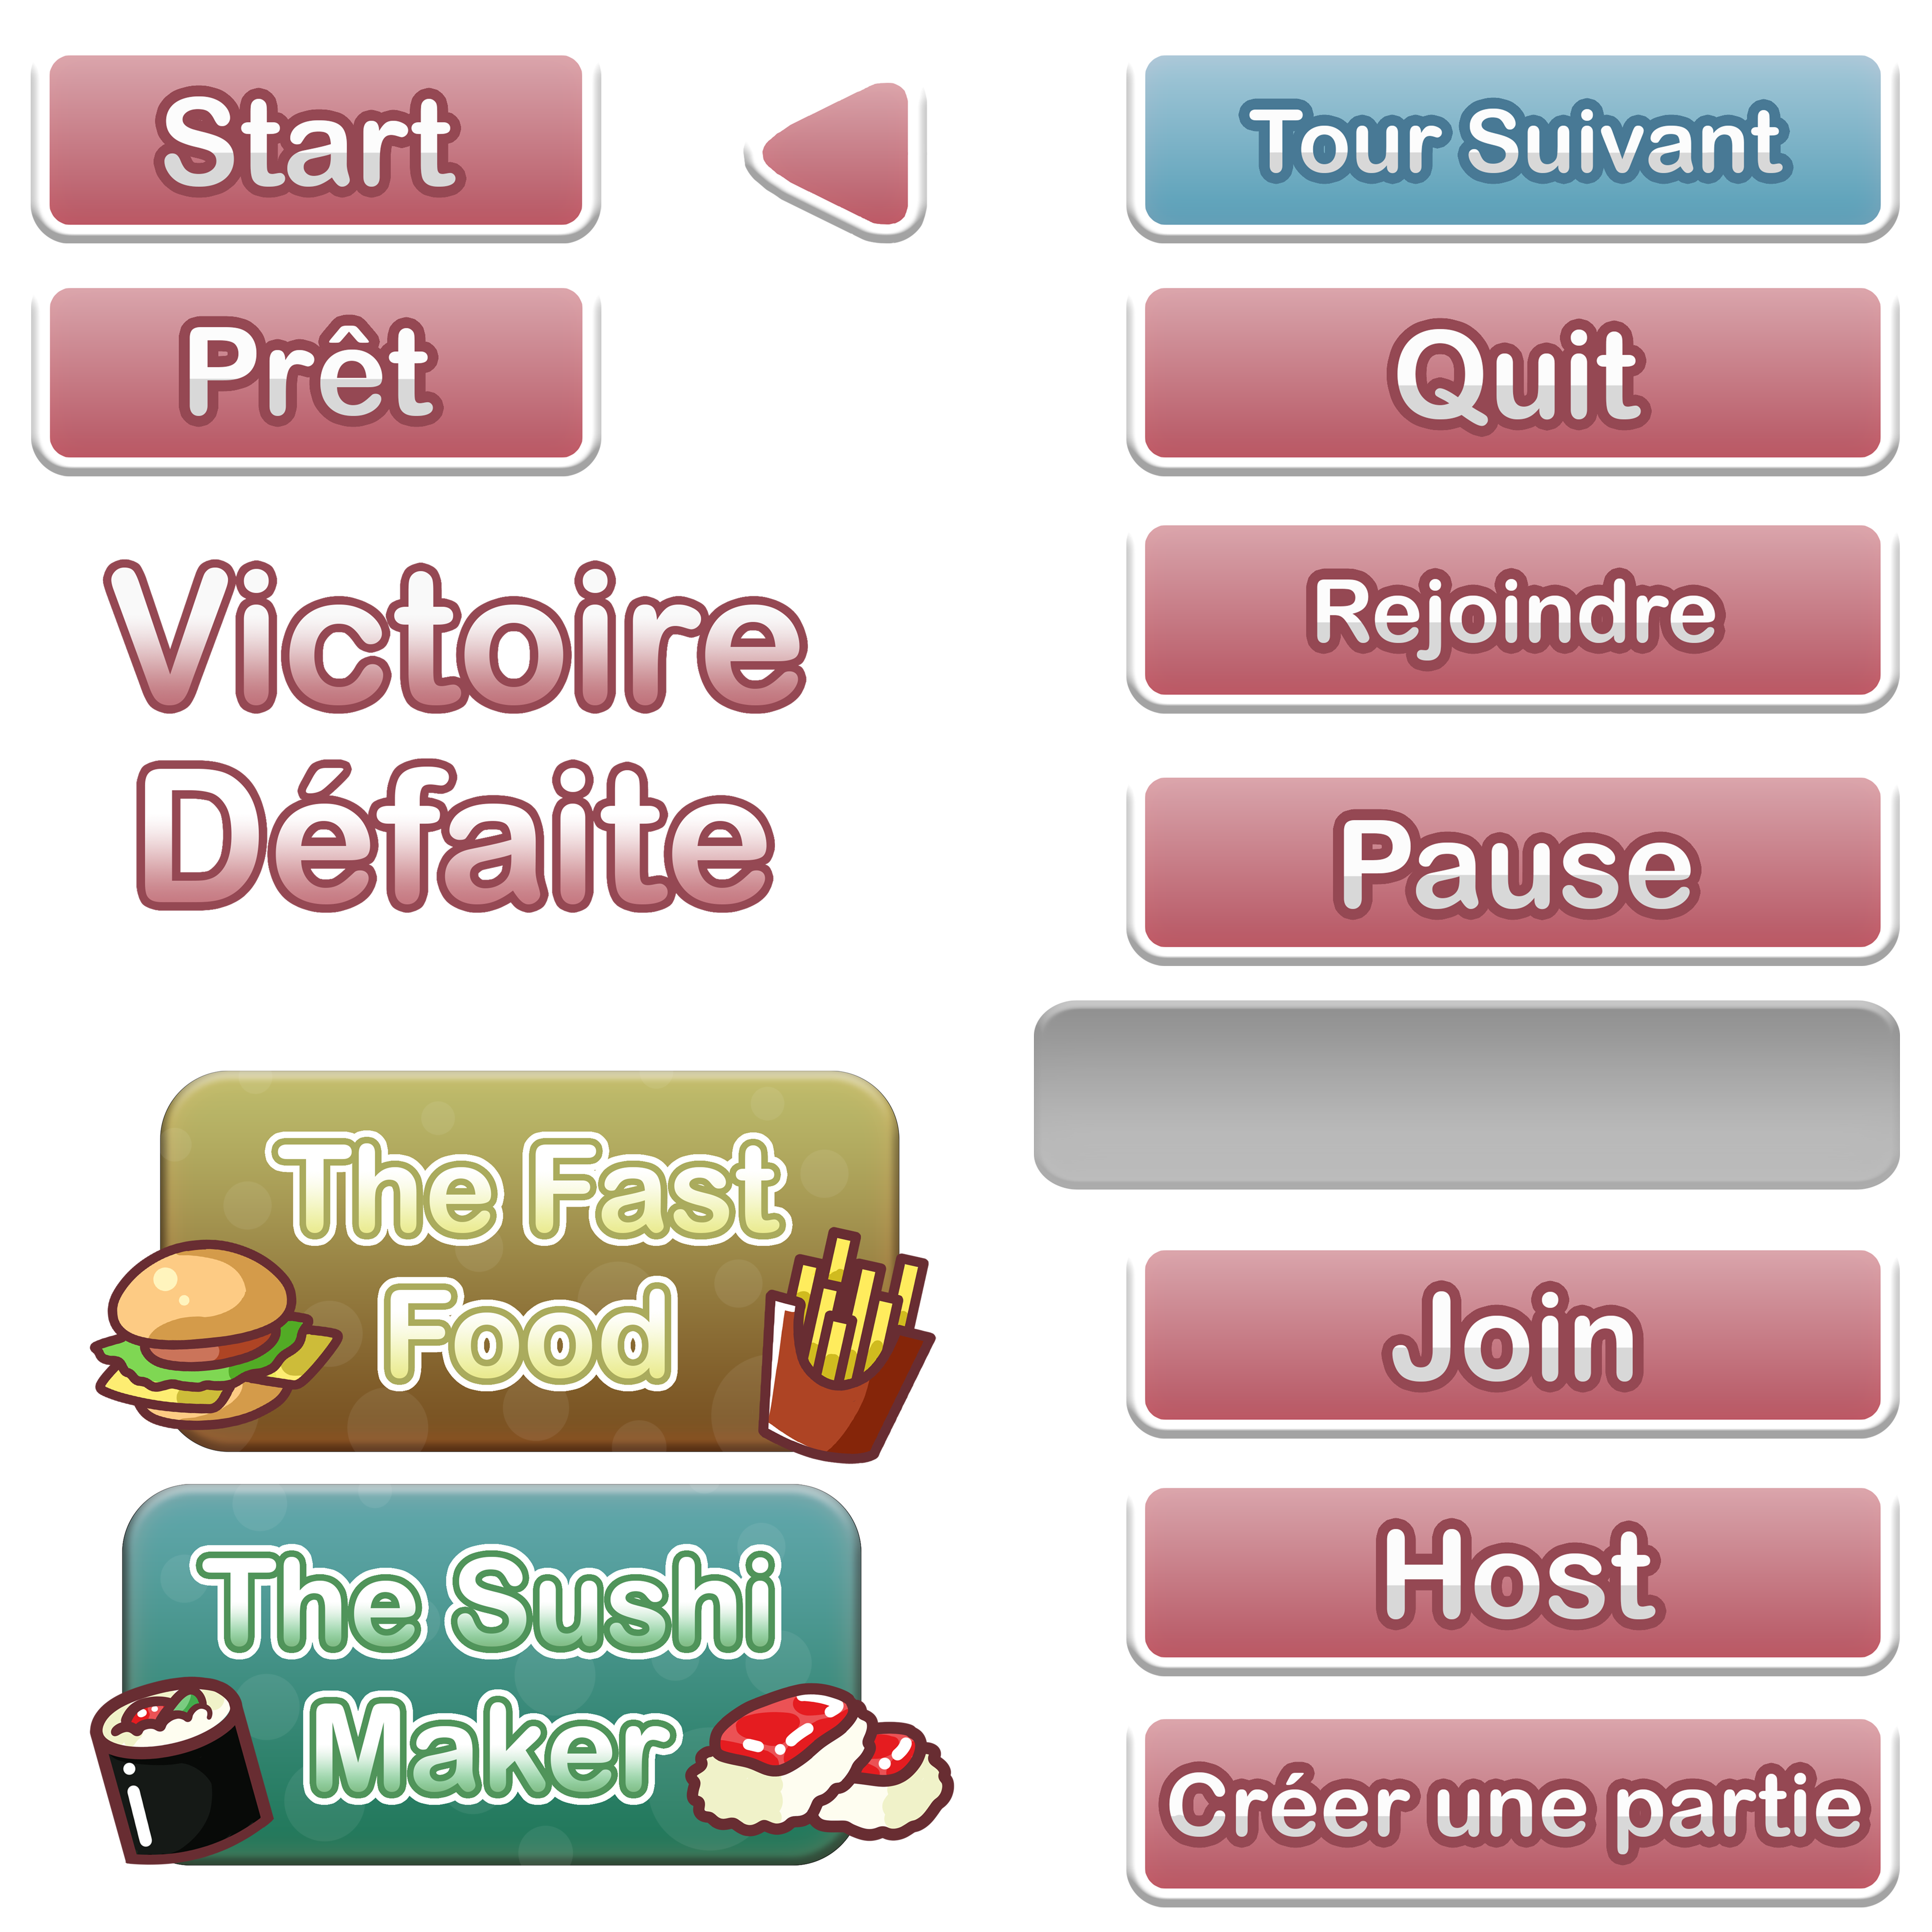 Start
Tour Suivant
Prêt
Quit
Victoire
Rejoindre
Défaite
Pause
The Fast
Food
Join
The Sushi
Maker
Host
Créer une partie